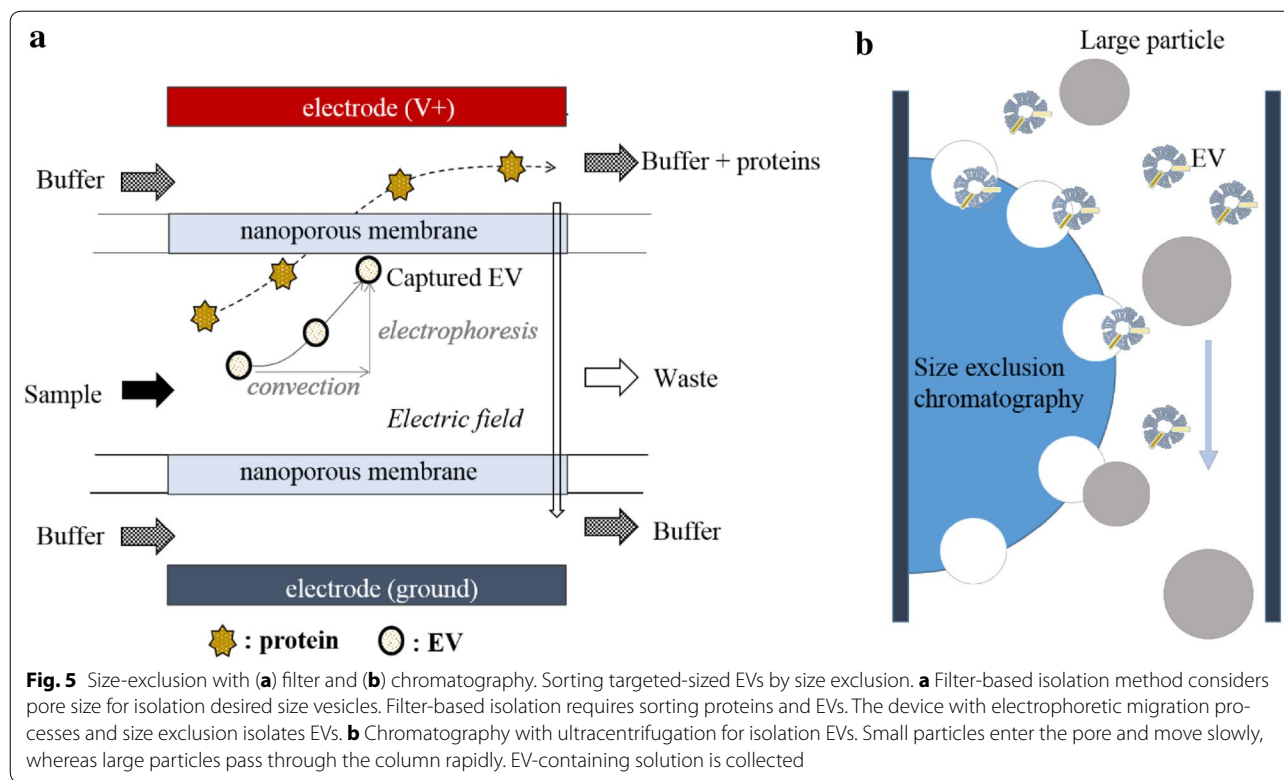 a
electrode (V+)
Buffer
Buffer + proteins
nanoporous membrane
Captured EV
electrophoresis
convection
Sample
Waste
Electric field
nanoporous membrane
Buffer
Buffer
electrode (ground)
: protein
: EV
b
Large particle
EV
Size exclusion
chromatography
Fig. 5 Size-exclusion with (a) filter and (b) chromatography. Sorting targeted-sized EVs by size exclusion. a Filter-based isolation method considers
pore size for isolation desired size vesicles. Filter-based isolation requires sorting proteins and EVs. The device with electrophoretic migration pro-
cesses and size exclusion isolates EVs. b Chromatography with ultracentrifugation for isolation EVs. Small particles enter the pore and move slowly,
whereas large particles pass through the column rapidly. EV-containing solution is collected